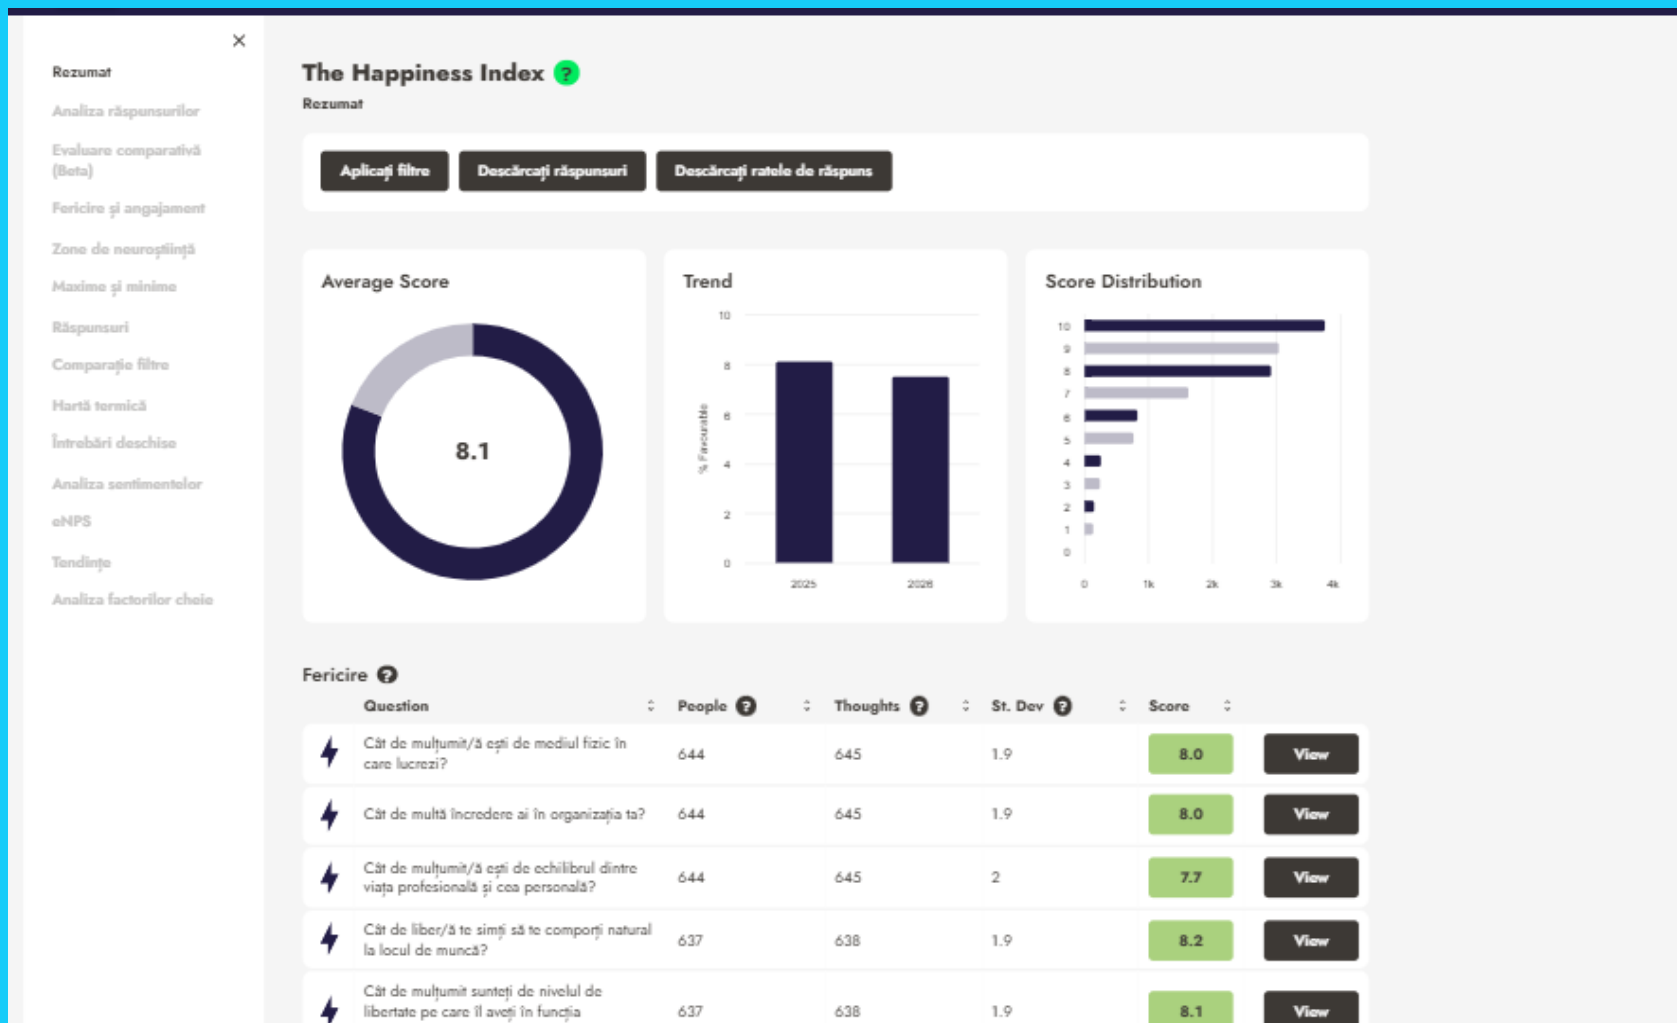 Rezumat
Analiza răspunsurilor
Evaluare comparativă
(Beta)
Fericire și angajament
Zone de neuroștiință
Maxime și minime
Răspunsuri
Comparație filtre
Hartă termică
Întrebări deschise
Analiza sentimentelor
eNPS
Tendințe
Analiza factorilor cheie
The Happiness Index ?
Rezumat
Aplicați filtre
Descărcați răspunsuri
Descărcați ratele de răspuns
Average Score
8.1
Trend
% Favourable
10
8
6
4
2
0
2025 2026
Score Distribution
10
9
8
7
6
5
4
3
2
1
0
0 1k 2k 3k 4k
Fericire ?
Question People ? Thoughts ? St. Dev ? Score
Cât de mulțumit/ă ești de mediul fizic în
care lucrezi?
644 645 1.9 8.0 View
Cât de multă încredere ai în organizația ta? 644 645 1.9 8.0 View
Cât de mulțumit/ă ești de echilibrul dintre
viața profesională și cea personală?
644 645 2 7.7 View
Cât de liber/ă te simți să te comporți natural
la locul de muncă?
637 638 1.9 8.2 View
Cât de mulțumit sunteți de nivelul de
libertate pe care îl aveți în funcția
637 638 1.9 8.1 View